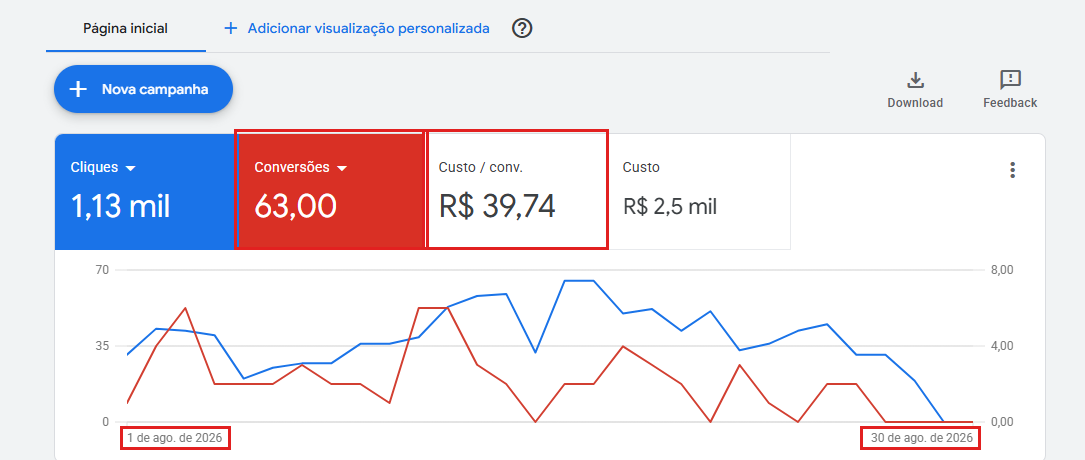 Página inicial
+ Adicionar visualização personalizada
Nova campanha
Download
Feedback
Cliques
1,13 mil
Conversões
63,00
Custo / conv.
R$ 39,74
Custo
R$ 2,5 mil
70
8,00
35
4,00
0
0,00
1 de ago. de 2026
30 de ago. de 2026